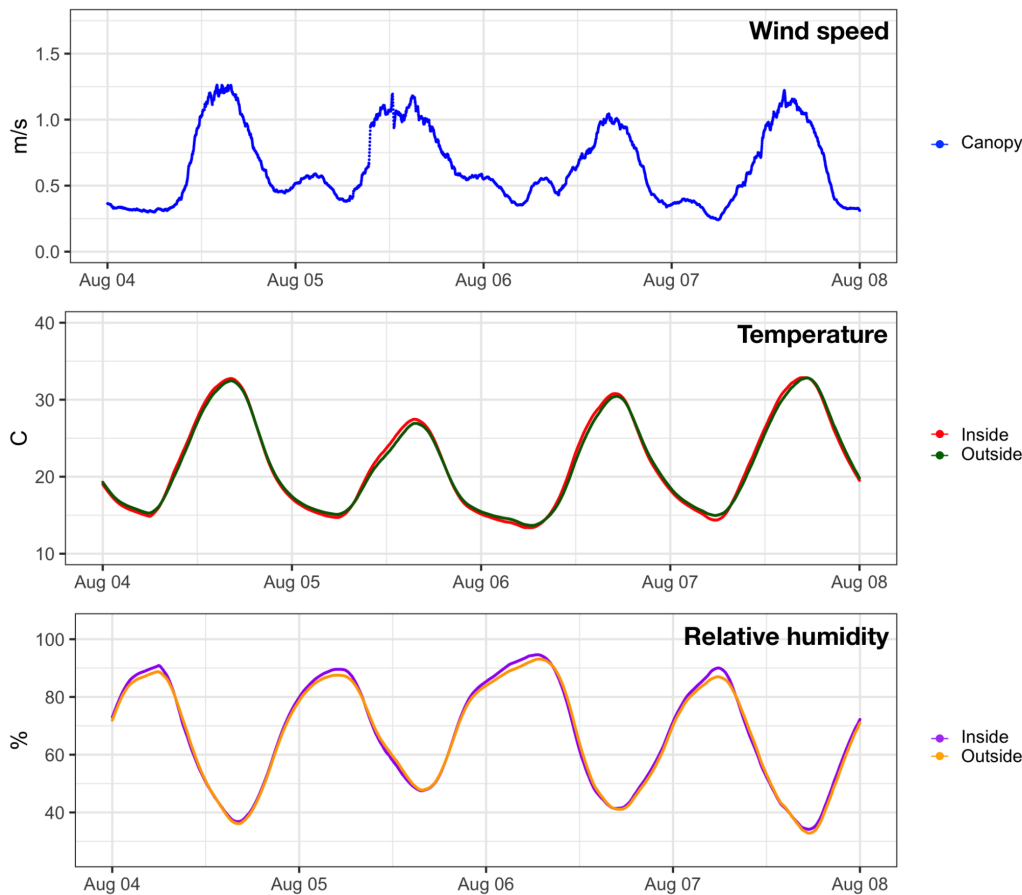 Wind speed
1.5
1.0
0.5
0.0
m/s
Aug 04 Aug 05 Aug 06 Aug 07 Aug 08
Canopy
Temperature
40
30
20
10
C
Aug 04 Aug 05 Aug 06 Aug 07 Aug 08
Inside
Outside
Relative humidity
100
80
60
40
%
Aug 04 Aug 05 Aug 06 Aug 07 Aug 08
Inside
Outside